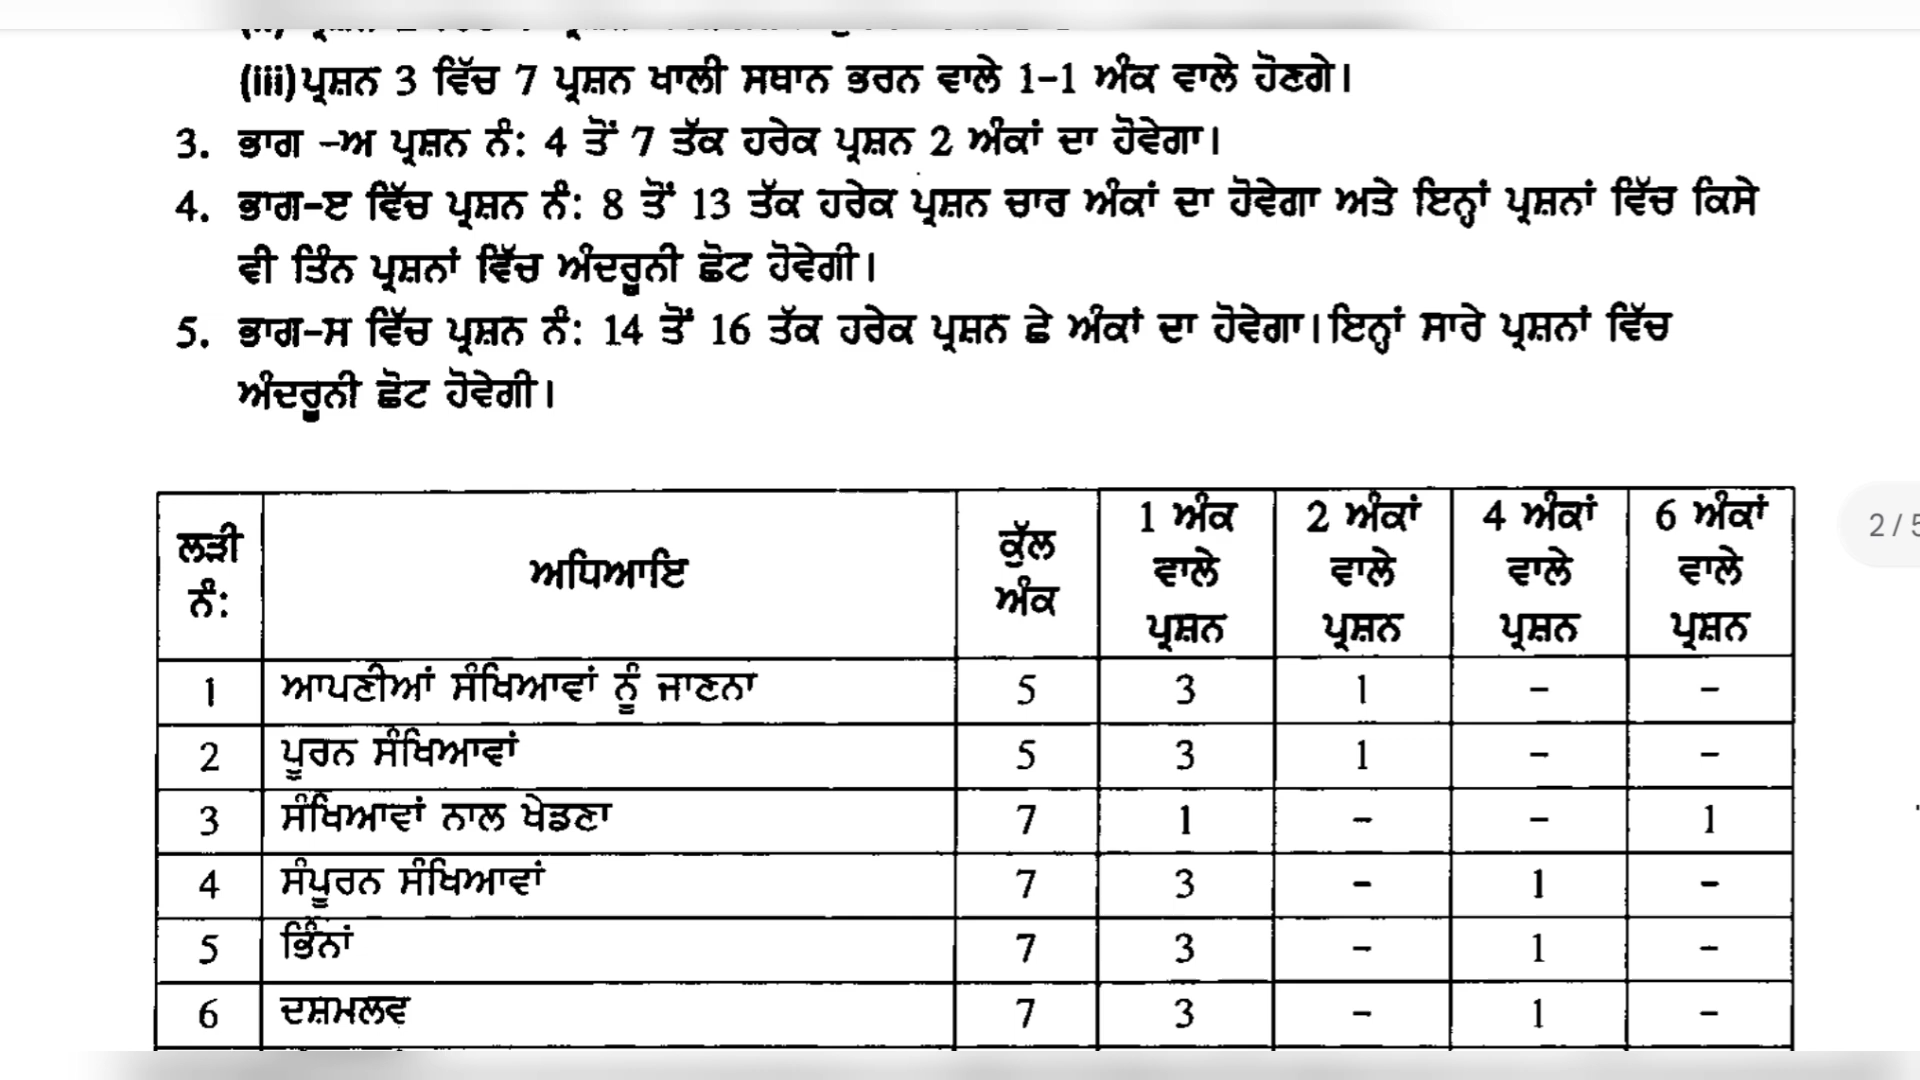 (iii)ਪ੍ਰਸ਼ਨ 3 ਵਿੱਚ 7 ਪ੍ਰਸ਼ਨ ਖਾਲੀ ਸਥਾਨ ਭਰਨ ਵਾਲੇ 1-1 ਅੰਕ ਵਾਲੇ ਹੋਣਗੇ।
3. ਭਾਗ -ਅ ਪ੍ਰਸ਼ਨ ਨੰ: 4 ਤੋਂ 7 ਤੱਕ ਹਰੇਕ ਪ੍ਰਸ਼ਨ 2 ਅੰਕਾਂ ਦਾ ਹੋਵੇਗਾ।
4. ਭਾਗ-ੲ ਵਿੱਚ ਪ੍ਰਸ਼ਨ ਨੰ: 8 ਤੋਂ 13 ਤੱਕ ਹਰੇਕ ਪ੍ਰਸ਼ਨ ਚਾਰ ਅੰਕਾਂ ਦਾ ਹੋਵੇਗਾ ਅਤੇ ਇਨ੍ਹਾਂ ਪ੍ਰਸ਼ਨਾਂ ਵਿੱਚ ਕਿਸੇ
ਵੀ ਤਿੰਨ ਪ੍ਰਸ਼ਨਾਂ ਵਿੱਚ ਅੰਦਰੂਨੀ ਛੋਟ ਹੋਵੇਗੀ।
5. ਭਾਗ-ਸ ਵਿੱਚ ਪ੍ਰਸ਼ਨ ਨੰ: 14 ਤੋਂ 16 ਤੱਕ ਹਰੇਕ ਪ੍ਰਸ਼ਨ ਛੇ ਅੰਕਾਂ ਦਾ ਹੋਵੇਗਾ।ਇਨ੍ਹਾਂ ਸਾਰੇ ਪ੍ਰਸ਼ਨਾਂ ਵਿੱਚ
ਅੰਦਰੂਨੀ ਛੋਟ ਹੋਵੇਗੀ।
ਲੜੀ ਨੰ: ਅਧਿਆਇ ਕੁੱਲ ਅੰਕ 1 ਅੰਕ ਵਾਲੇ ਪ੍ਰਸ਼ਨ 2 ਅੰਕਾਂ ਵਾਲੇ ਪ੍ਰਸ਼ਨ 4 ਅੰਕਾਂ ਵਾਲੇ ਪ੍ਰਸ਼ਨ 6 ਅੰਕਾਂ ਵਾਲੇ ਪ੍ਰਸ਼ਨ
1 ਆਪਣੀਆਂ ਸੰਖਿਆਵਾਂ ਨੂੰ ਜਾਣਨਾ 5 3 1 - -
2 ਪੂਰਨ ਸੰਖਿਆਵਾਂ 5 3 1 - -
3 ਸੰਖਿਆਵਾਂ ਨਾਲ ਖੇਡਣਾ 7 1 - - 1
4 ਸੰਪੂਰਨ ਸੰਖਿਆਵਾਂ 7 3 - 1 -
5 ਭਿੰਨਾਂ 7 3 - 1 -
6 ਦਸ਼ਮਲਵ 7 3 - 1 -
2 / 5